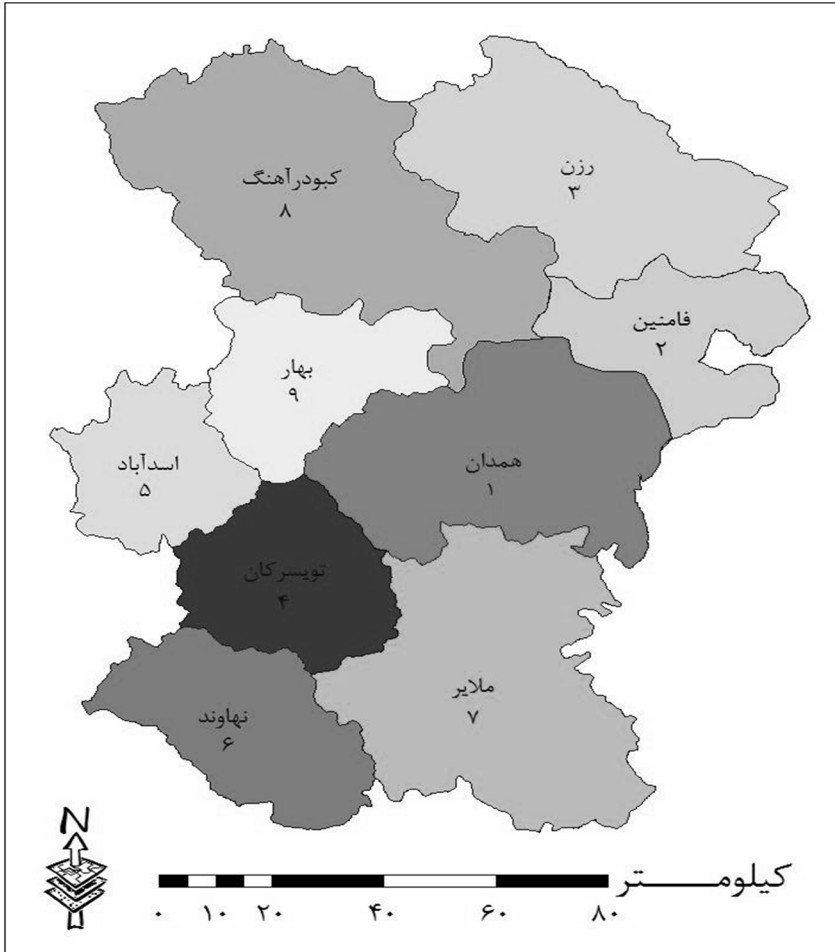 کبودرآهنگ
۸
رزن
۳
فامنین
۲
بهار
۹
اسدآباد
۵
همدان
۱
تویسرکان
۴
ملایر
۷
نهاوند
۶
N
کیلومـــــتر
۰ ۱۰ ۲۰ ۴۰ ۶۰ ۸۰